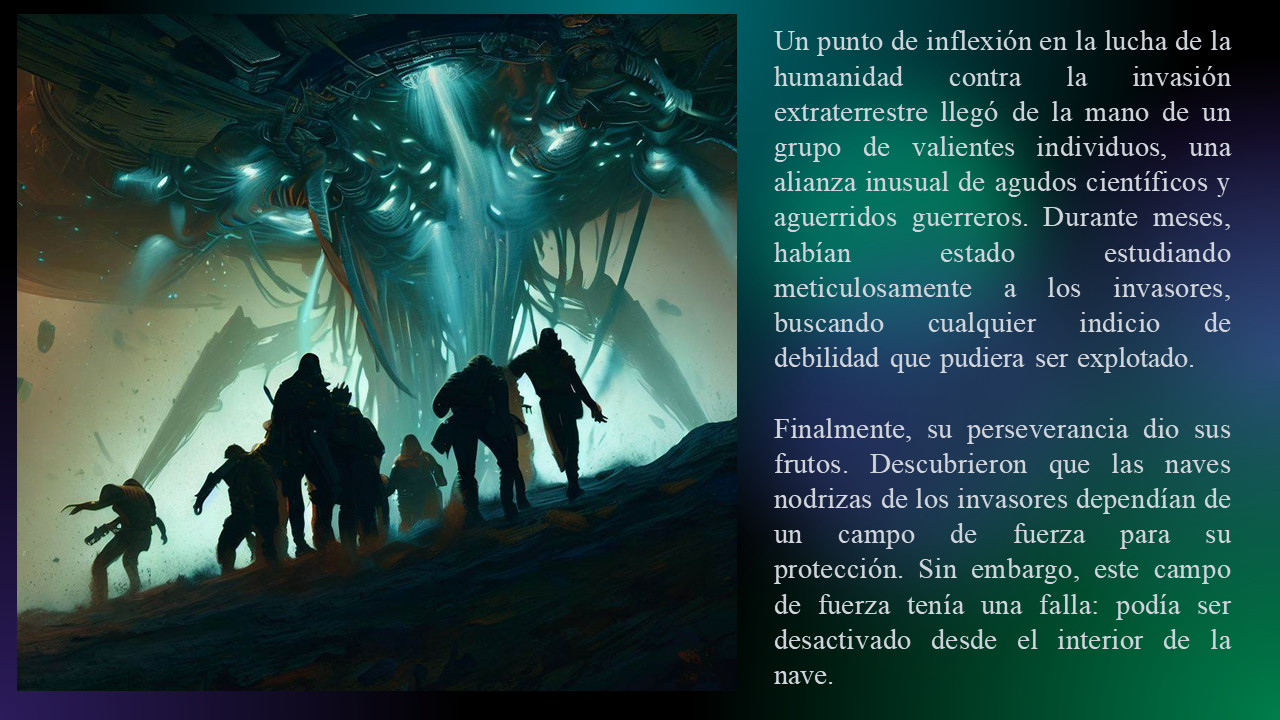 Un punto de inflexión en la lucha de la
humanidad contra la invasión
extraterrestre llegó de la mano de un
grupo de valientes individuos, una
alianza inusual de agudos científicos y
aguerridos guerreros. Durante meses,
habían estado estudiando
meticulosamente a los invasores,
buscando cualquier indicio de
debilidad que pudiera ser explotado.
Finalmente, su perseverancia dio sus
frutos. Descubrieron que las naves
nodrizas de los invasores dependían de
un campo de fuerza para su
protección. Sin embargo, este campo
de fuerza tenía una falla: podía ser
desactivado desde el interior de la
nave.